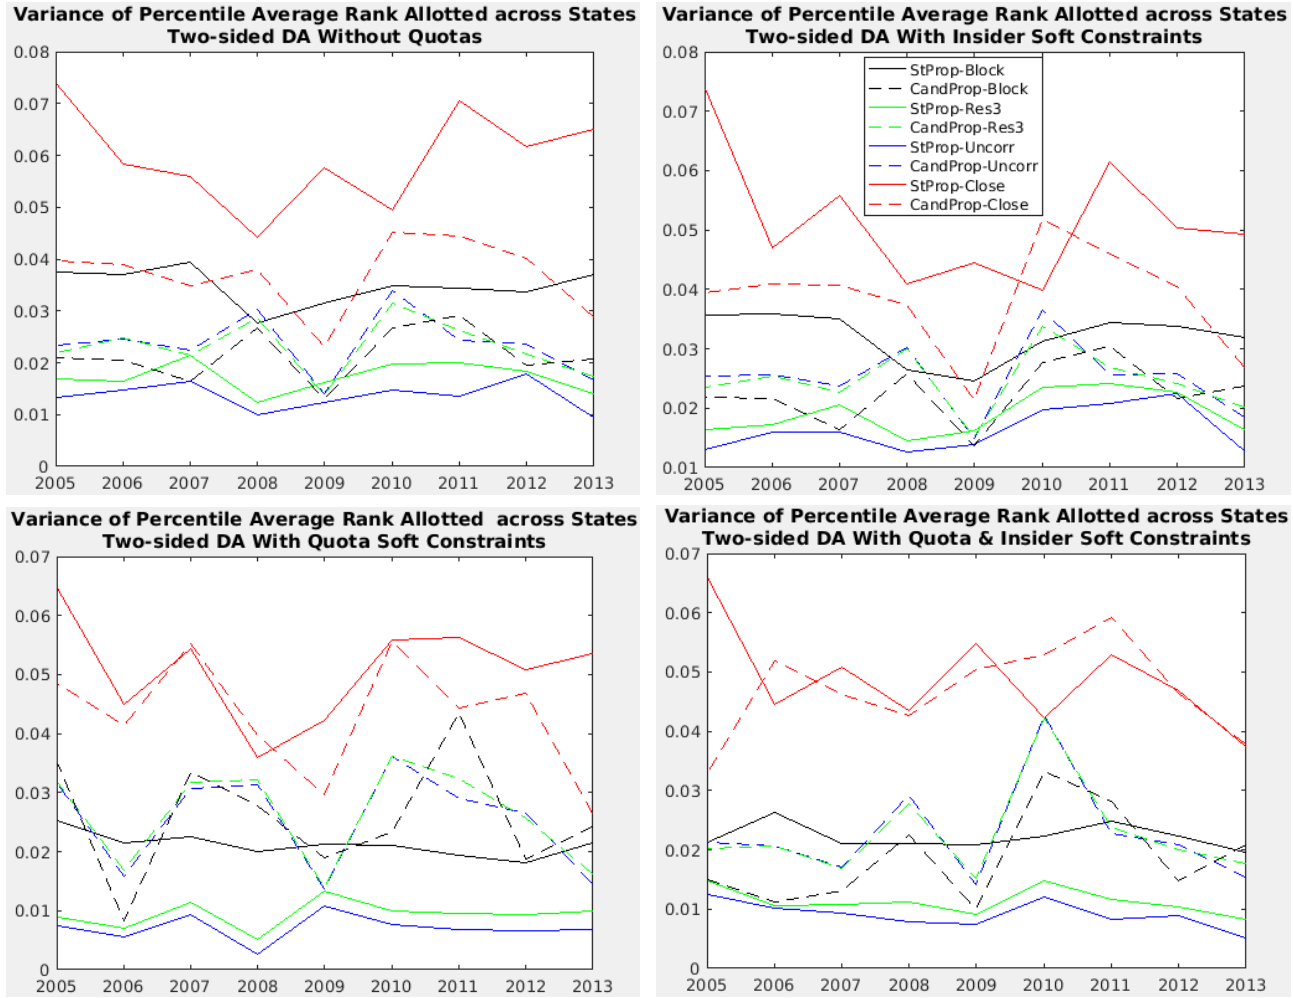 Variance of Percentile Average Rank Allotted across States
Two-sided DA Without Quotas
0.08
0.07
0.06
0.05
0.04
0.03
0.02
0.01
0
2005 2006 2007 2008 2009 2010 2011 2012 2013
Variance of Percentile Average Rank Allotted across States
Two-sided DA With Insider Soft Constraints
StProp-Block
CandProp-Block
StProp-Res3
CandProp-Res3
StProp-Uncorr
CandProp-Uncorr
StProp-Close
CandProp-Close
0.08
0.07
0.06
0.05
0.04
0.03
0.02
0.01
2005 2006 2007 2008 2009 2010 2011 2012 2013
Variance of Percentile Average Rank Allotted across States
Two-sided DA With Quota Soft Constraints
0.07
0.06
0.05
0.04
0.03
0.02
0.01
0
2005 2006 2007 2008 2009 2010 2011 2012 2013
Variance of Percentile Average Rank Allotted across States
Two-sided DA With Quota & Insider Soft Constraints
0.07
0.06
0.05
0.04
0.03
0.02
0.01
0
2005 2006 2007 2008 2009 2010 2011 2012 2013